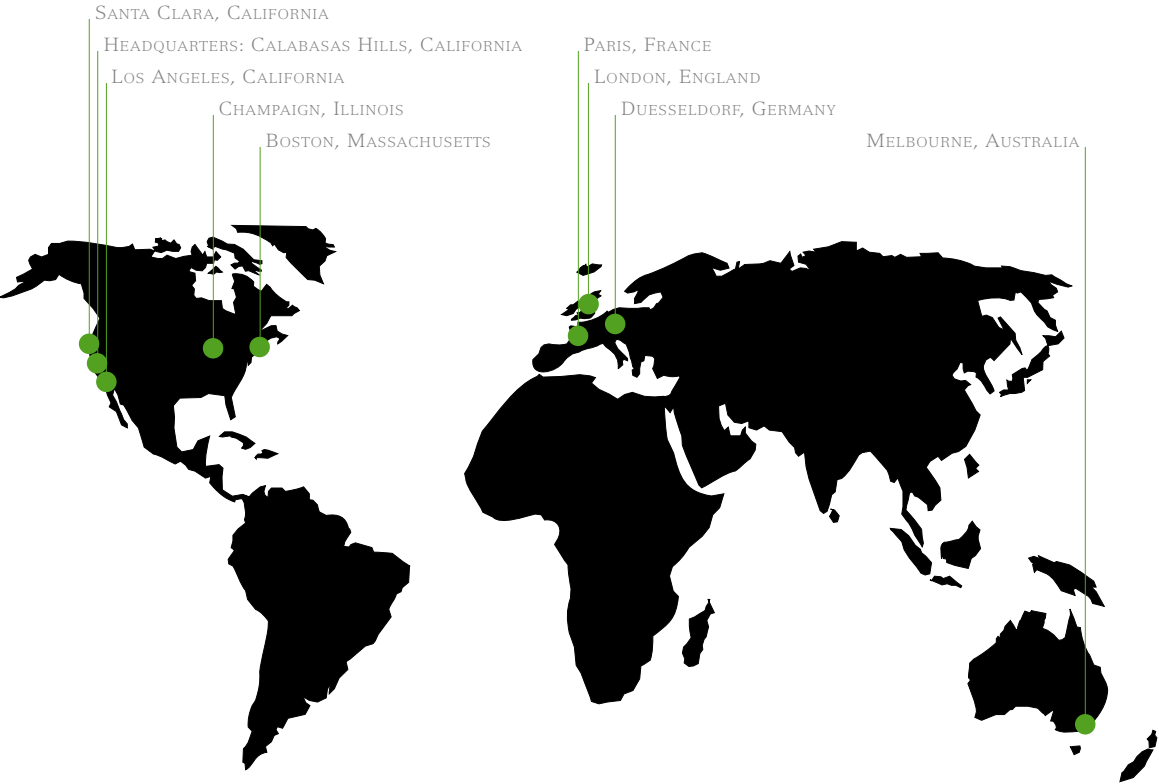 Santa Clara, California
Headquarters: Calabasas Hills, California
Paris, France
Los Angeles, California
London, England
Champaign, Illinois
Duesseldorf, Germany
Boston, Massachusetts
Melbourne, Australia